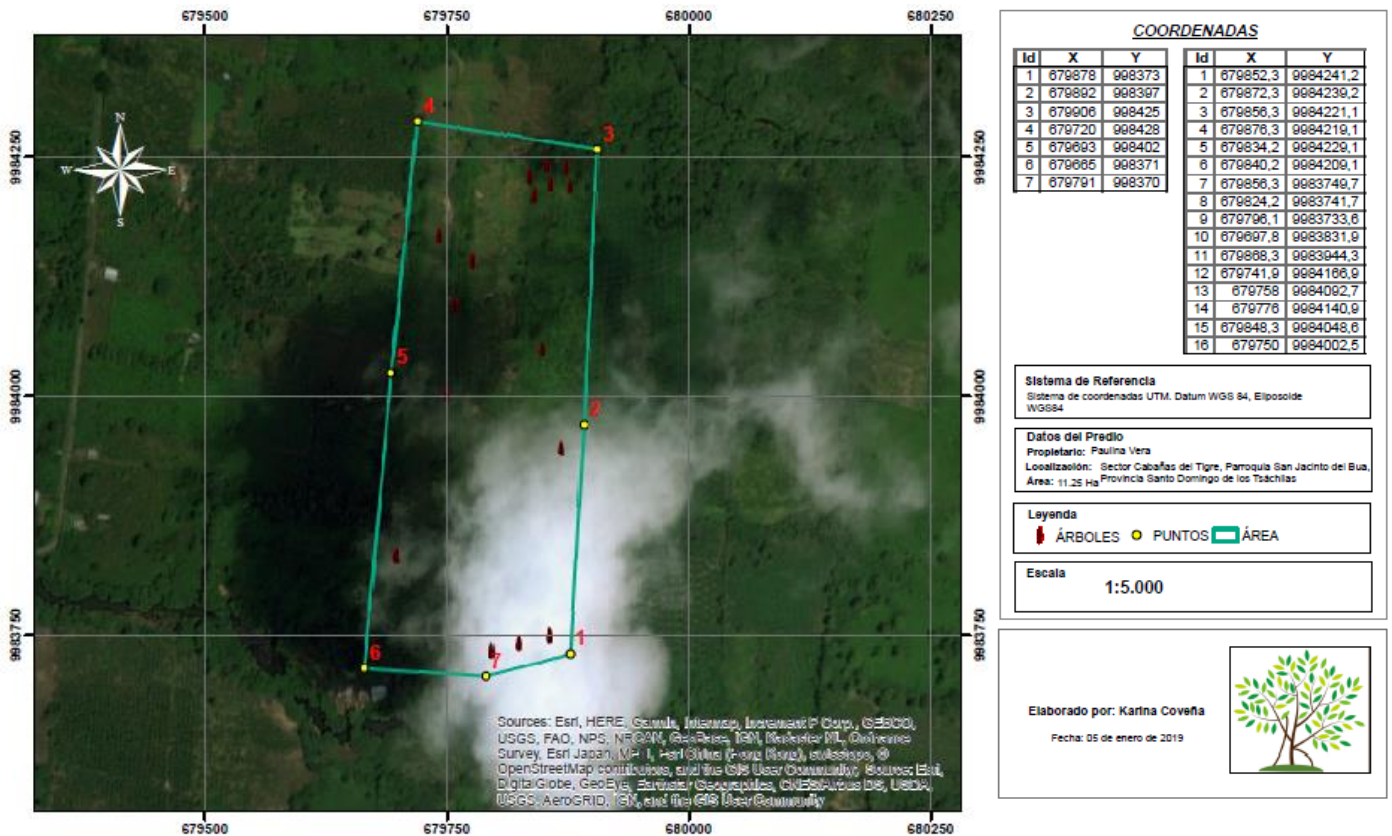 679500 679750 680000 680250
COORDENADAS
Id X Y
1 679878 998373
2 679892 998397
3 679906 998425
4 679720 998428
5 679693 998402
6 679665 998371
7 679791 998370
Id X Y
1 679852,3 9984241,2
2 679872,3 9984239,2
3 679856,3 9984221,1
4 679876,3 9984219,1
5 679834,2 9984229,1
6 679840,2 9984209,1
7 679856,3 9983749,7
8 679824,2 9983741,7
9 679796,1 9983733,6
10 679697,8 9983831,9
11 679868,3 9983944,3
12 679741,9 9984166,9
13 679758 9984092,7
14 679776 9984140,9
15 679848,3 9984048,6
16 679750 9984002,5
N
W E
S
4
3
5
2
6
7
1
9984250 9984250
9984000 9984000
9983750 9983750
Sistema de Referencia
Sistema de coordenadas UTM. Datum WGS 84, Eliposoide
WGS84
Datos del Predio
Propietario: Paulina Vera
Localización: Sector Cabañas del Tigre, Parroquia San Jacinto del Bua,
Provincia Santo Domingo de los Tsáchilas
Área: 11.25 Ha
Leyenda
ÁRBOLES PUNTOS ÁREA
Escala
1:5.000
Elaborado por: Karina Coveña
Fecha: 05 de enero de 2019
Sources: Esri, HERE, Garmin, Intermap, increment P Corp., GEBCO,
USGS, FAO, NPS, NRCAN, GeoBase, IGN, Kadaster NL, Ordnance
Survey, Esri Japan, METI, Esri China (Hong Kong), swisstopo, ©
OpenStreetMap contributors, and the GIS User Community, Source: Esri,
DigitalGlobe, GeoEye, Earthstar Geographics, CNES/Airbus DS, USDA,
USGS, AeroGRID, IGN, and the GIS User Community
679500 679750 680000 680250